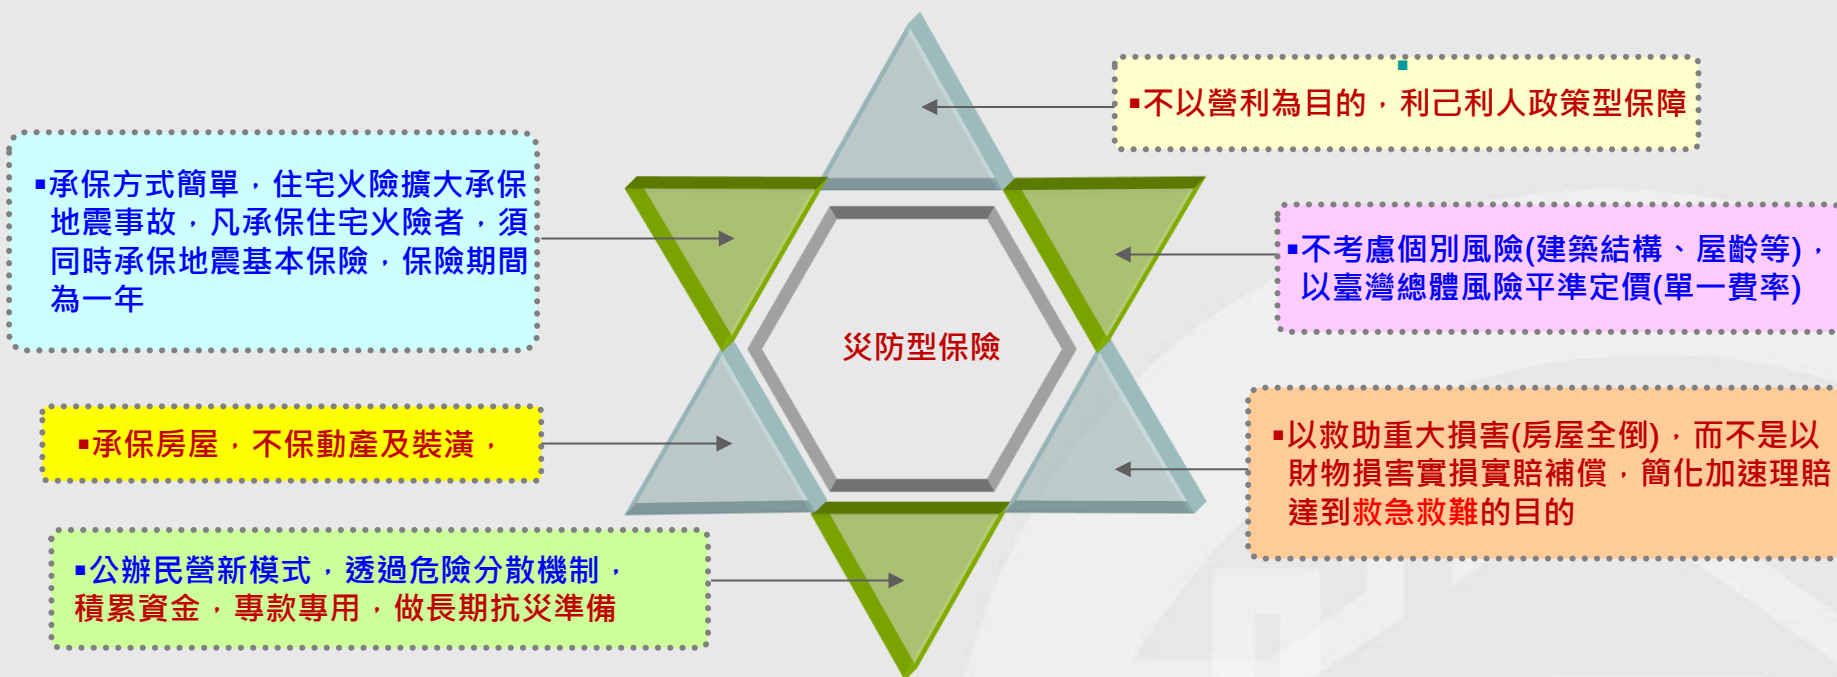 ▪不以營利為目的，利己利人政策型保障
▪承保方式簡單，住宅火險擴大承保
地震事故，凡承保住宅火險者，須
同時承保地震基本保險，保險期間
為一年
▪不考慮個別風險(建築結構、屋齡等)，
以臺灣總體風險平準定價(單一費率)
災防型保險
▪承保房屋，不保動產及裝潢，
▪以救助重大損害(房屋全倒)，而不是以
財物損害實損實賠補償，簡化加速理賠
達到救急救難的目的
▪公辦民營新模式，透過危險分散機制，
積累資金，專款專用，做長期抗災準備